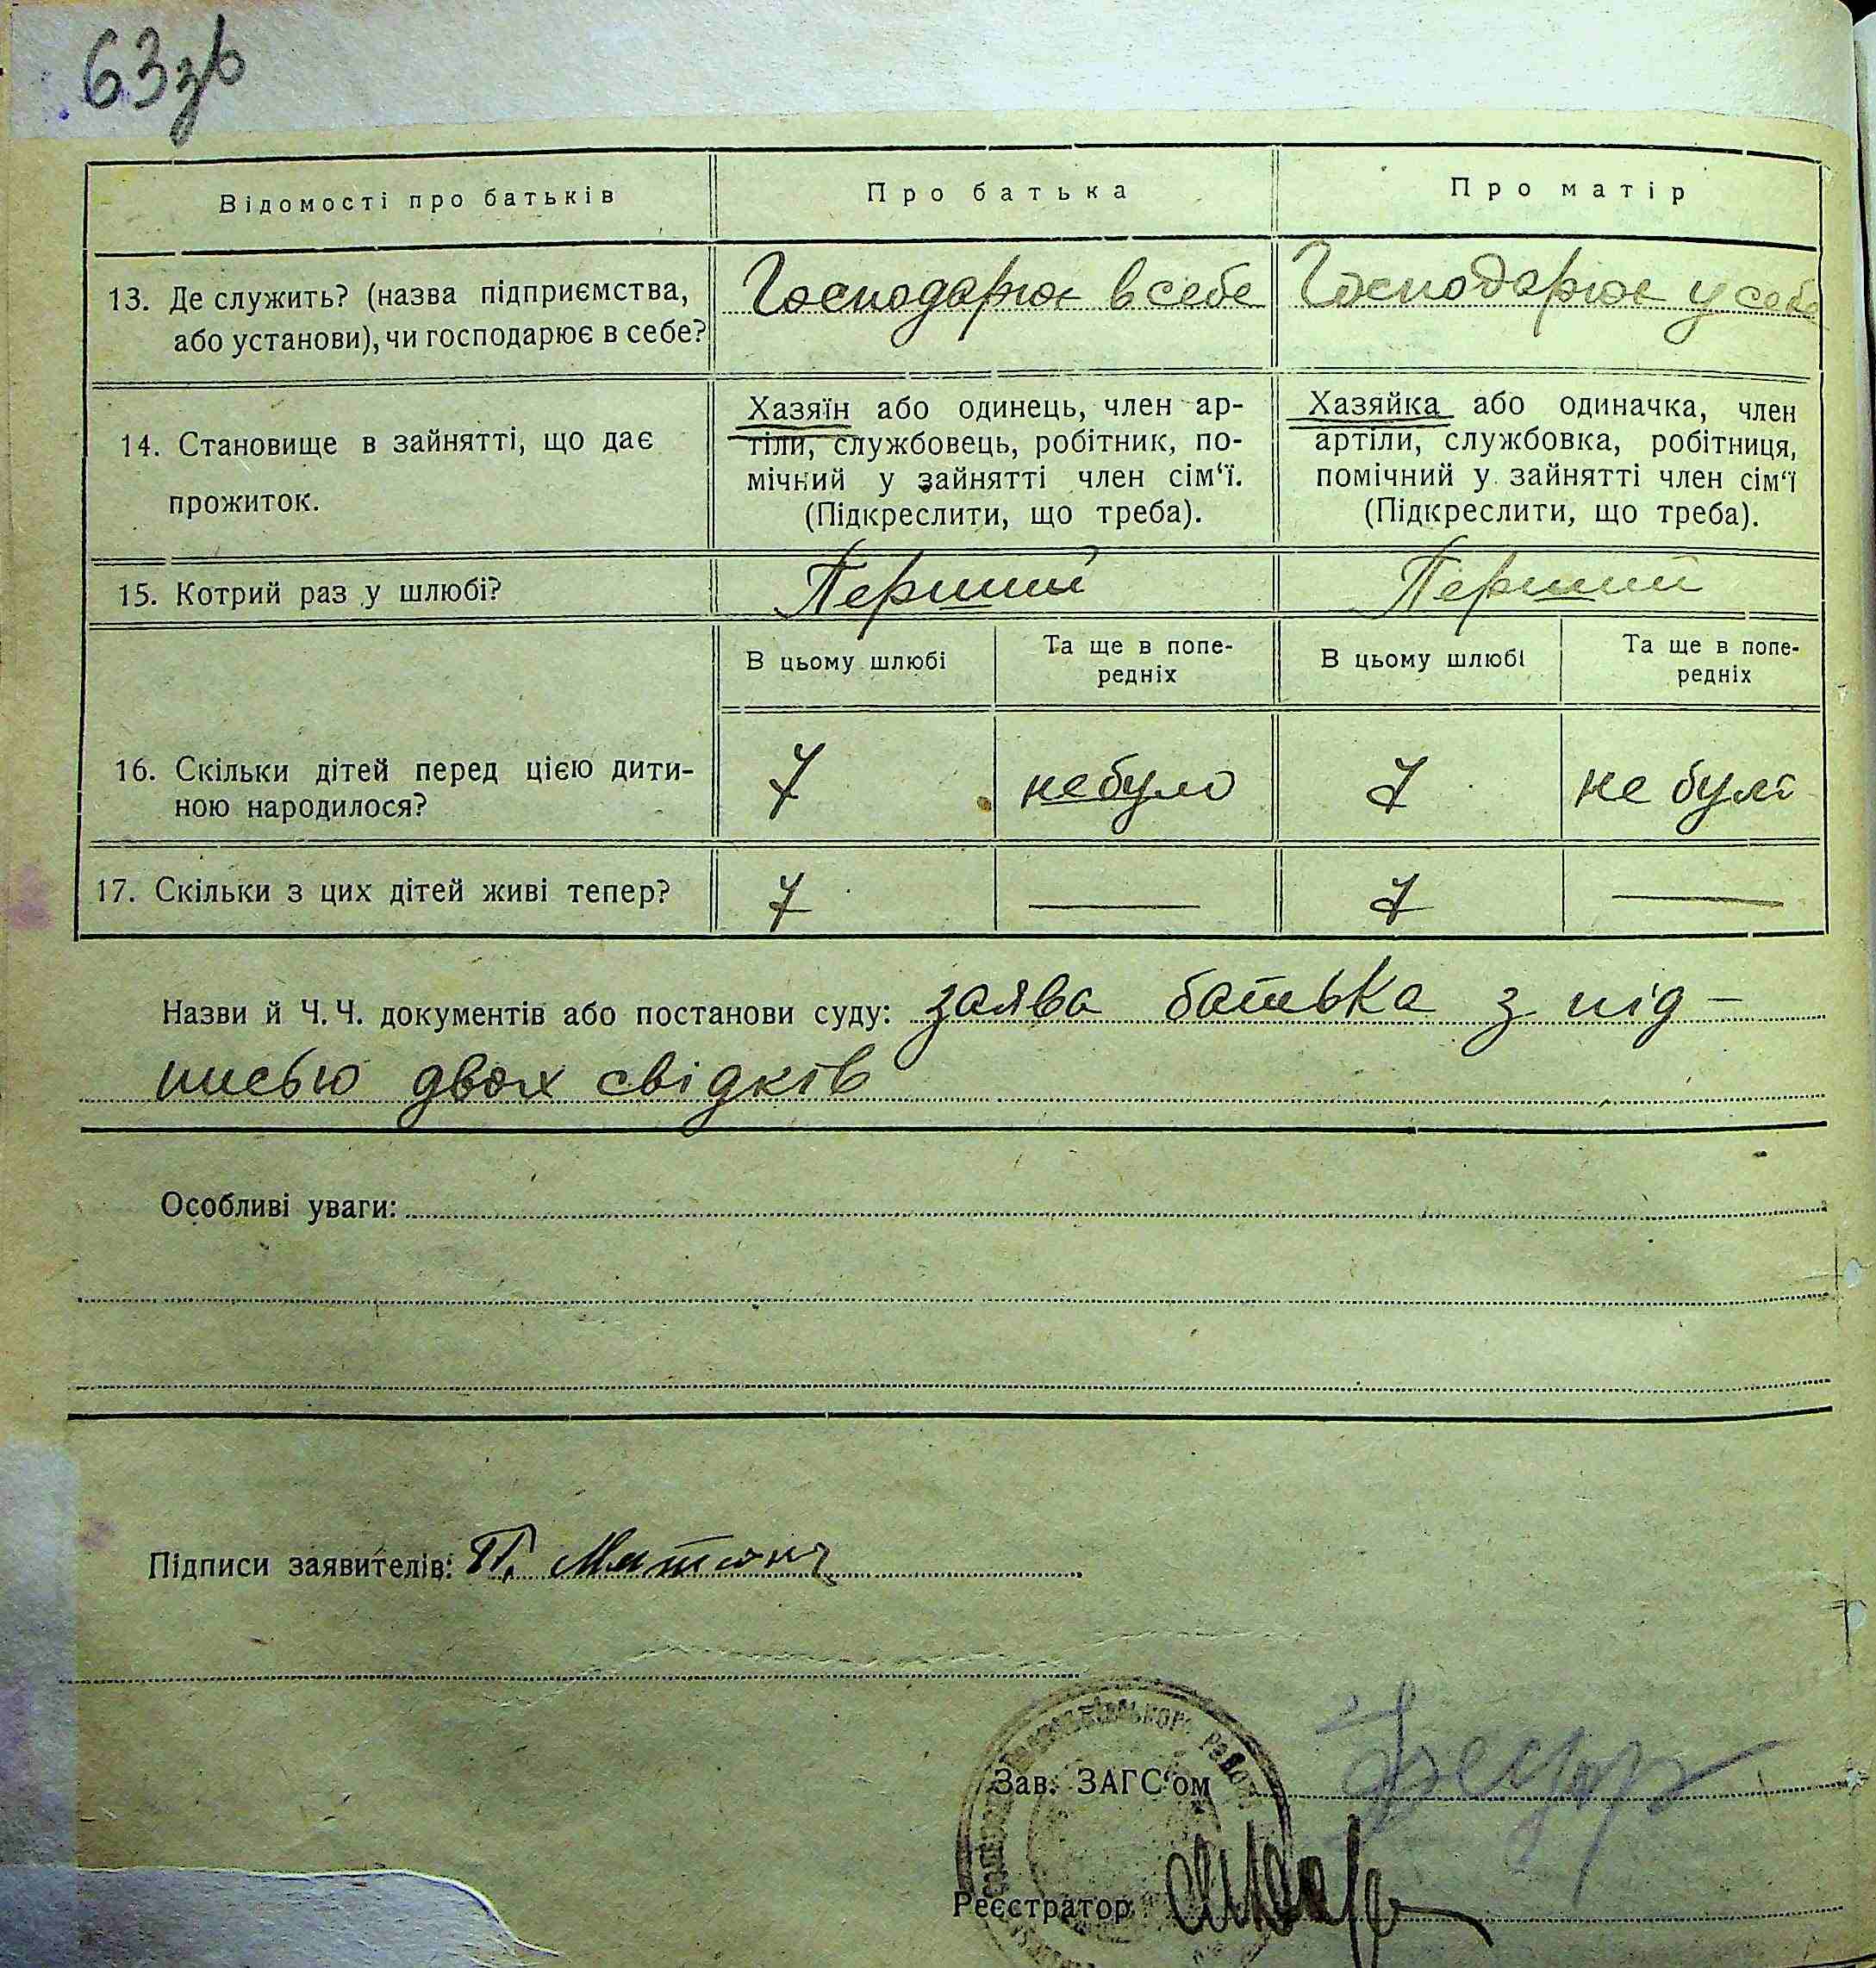 63зв
Відомості про батьків
Про батька
Про матір
13. Де служить? (назва підприємства,
або установи), чи господарює в себе?
Господарює в себе
Господарює у себе
14. Становище в зайнятті, що дає
прожиток.
Хазяїн або одинець, член ар-
тіли, службовець, робітник, по-
мічний у зайнятті член сім‘ї.
(Підкреслити, що треба).
Хазяйка або одиначка, член
артіли, службовка, робітниця,
помічний у зайнятті член сім‘ї
(Підкреслити, що треба).
15. Котрий раз у шлюбі?
Перший
Перший
В цьому шлюбі
Та ще в попе-
редніх
В цьому шлюбі
Та ще в попе-
редніх
16. Скільки дітей перед цією дити-
ною народилося?
7
небуло
7
не було
17. Скільки з цих дітей живі тепер?
7
7
Назви й Ч. Ч. документів або постанови суду: заява батька з під-
писью двох свідків
Особливі уваги:
Підписи заявителів: П.
району
Зав. ЗАГС‘ом
Реєстратор